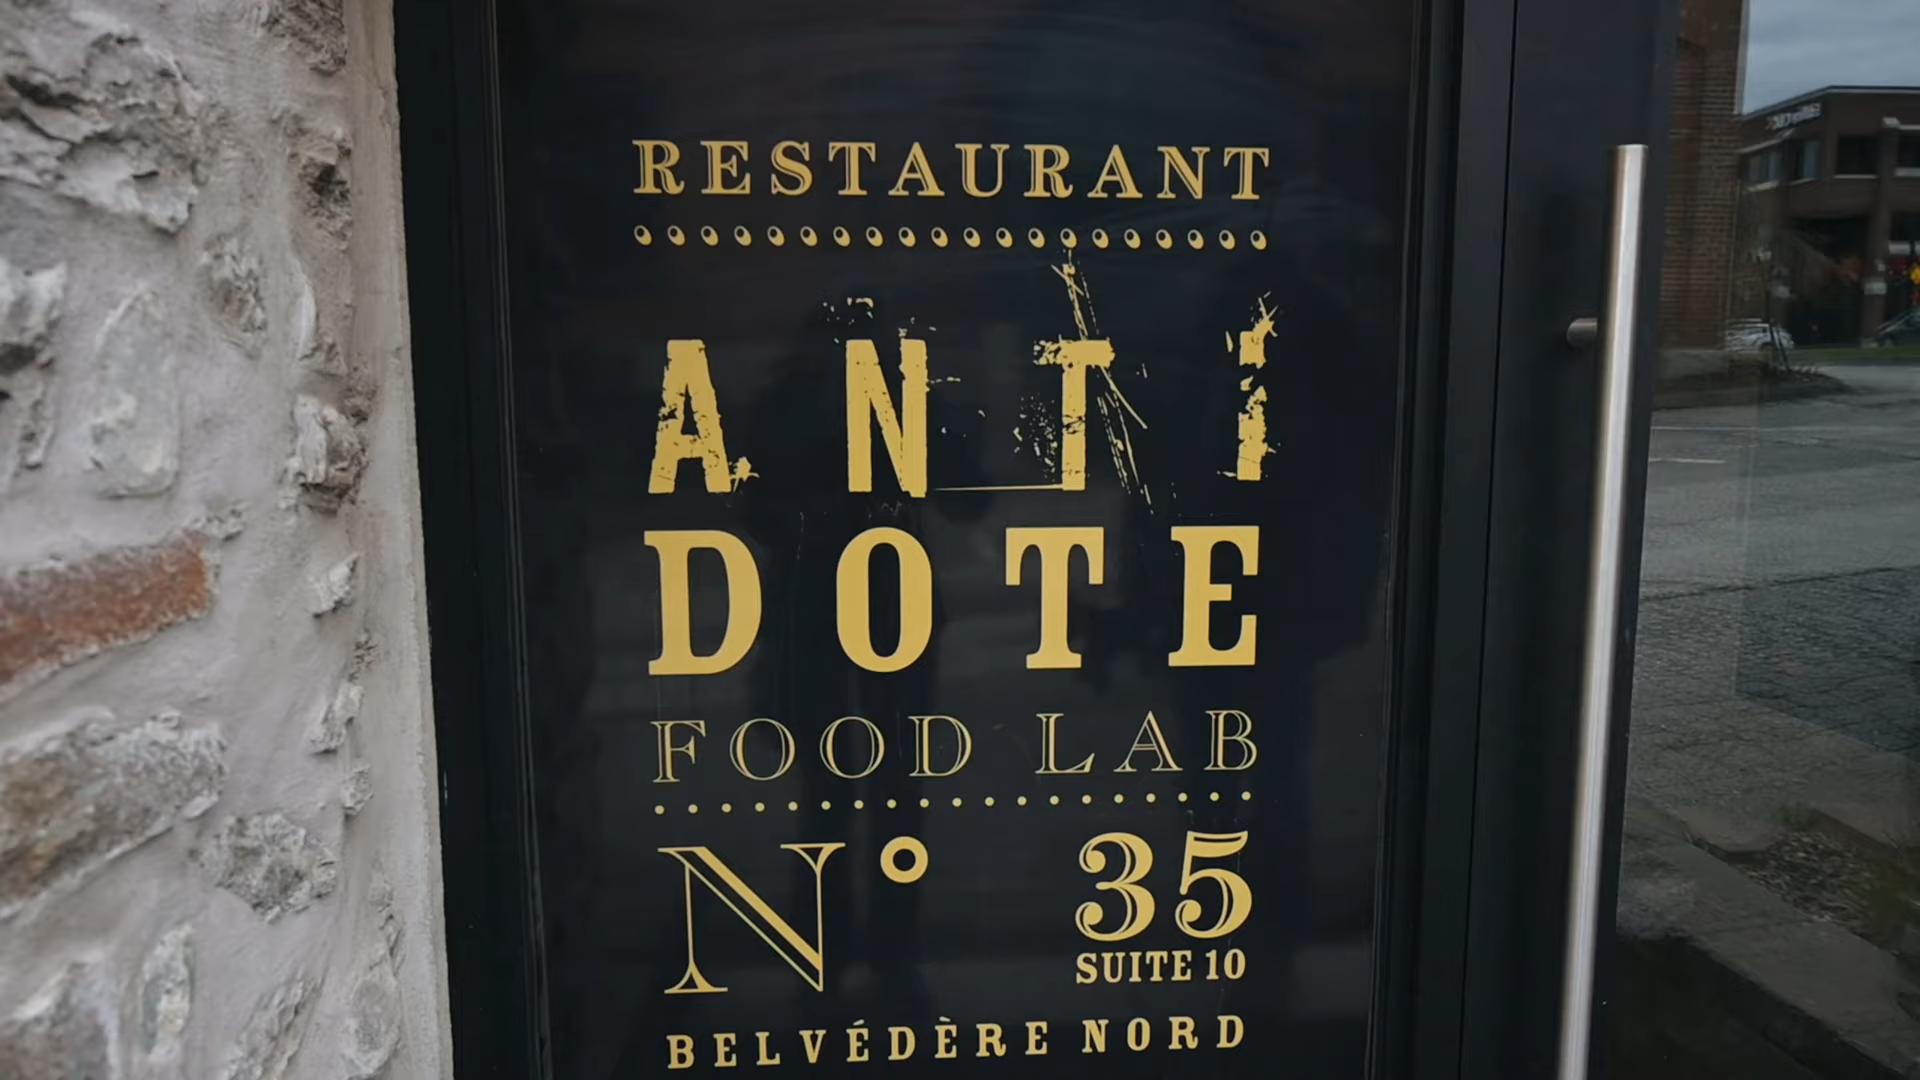 RESTAURANT
ANTI
DOTE
FOOD LAB
N° 35
SUITE 10
BELVÉDÈRE NORD